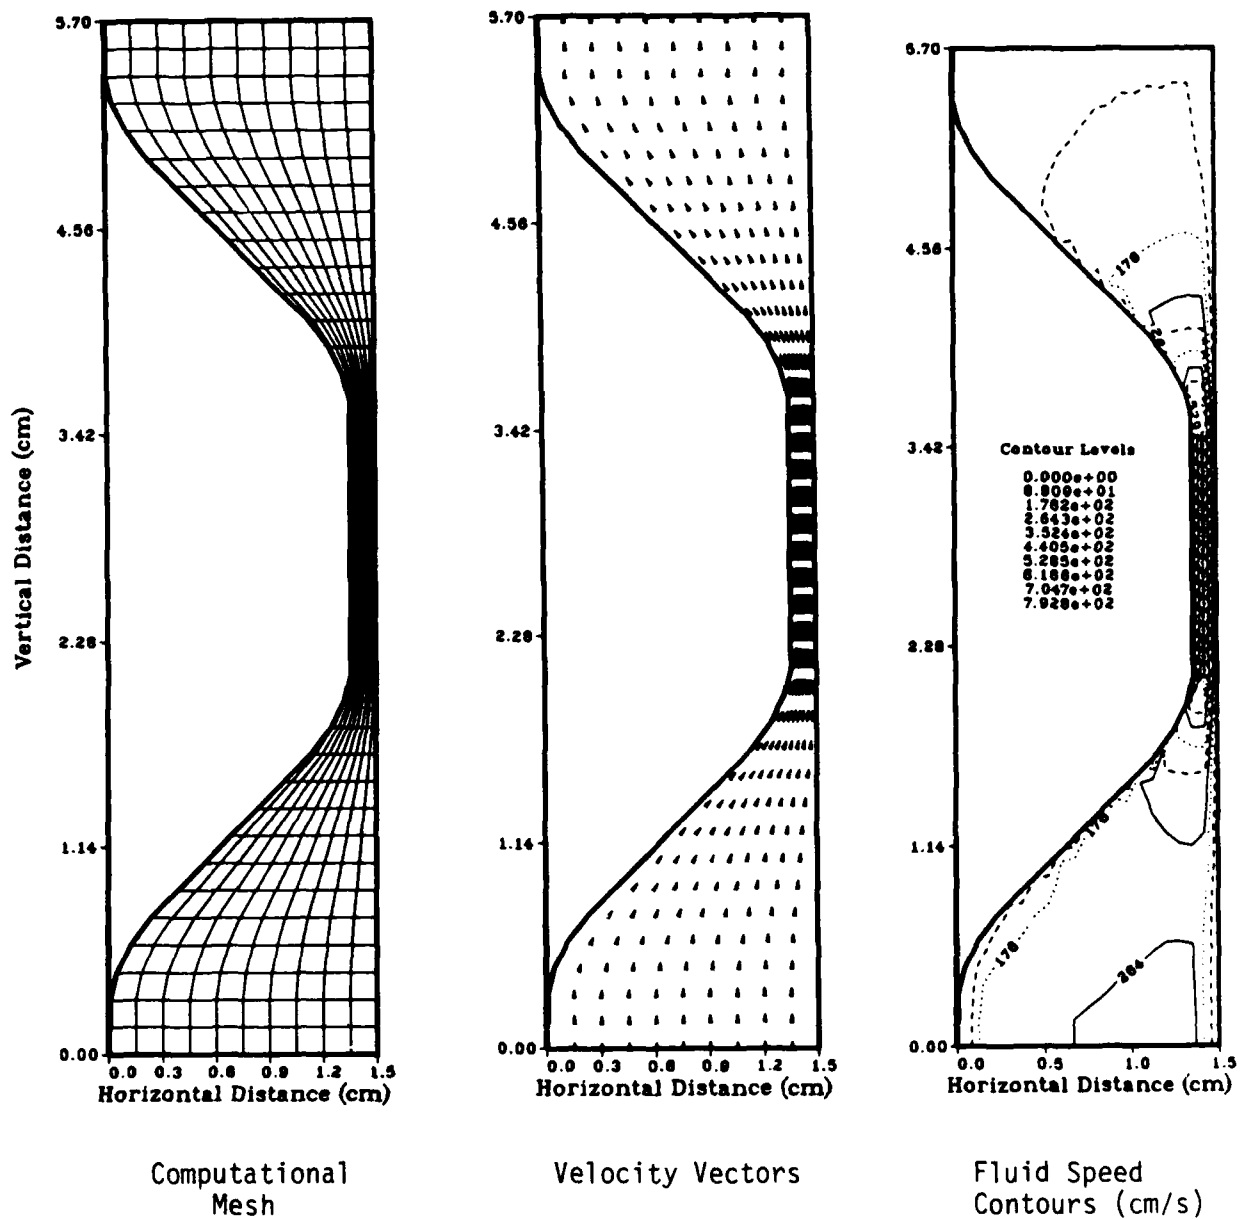 Vertical Distance (cm)
5.70
4.56
3.42
2.28
1.14
0.00
0.0 0.3 0.6 0.9 1.2 1.5
Horizontal Distance (cm)
Computational
Mesh
5.70
4.56
3.42
2.28
1.14
0.00
0.0 0.3 0.6 0.9 1.2 1.5
Horizontal Distance (cm)
Velocity Vectors
5.70
4.56
3.42
2.28
1.14
0.00
176
Contour Levels
0.000e+00
8.809e+01
1.762e+02
2.643e+02
3.524e+02
4.405e+02
5.285e+02
6.166e+02
7.047e+02
7.928e+02
176
176
264
0.0 0.5 1.0 1.5
Horizontal Distance (cm)
Fluid Speed
Contours (cm/s)